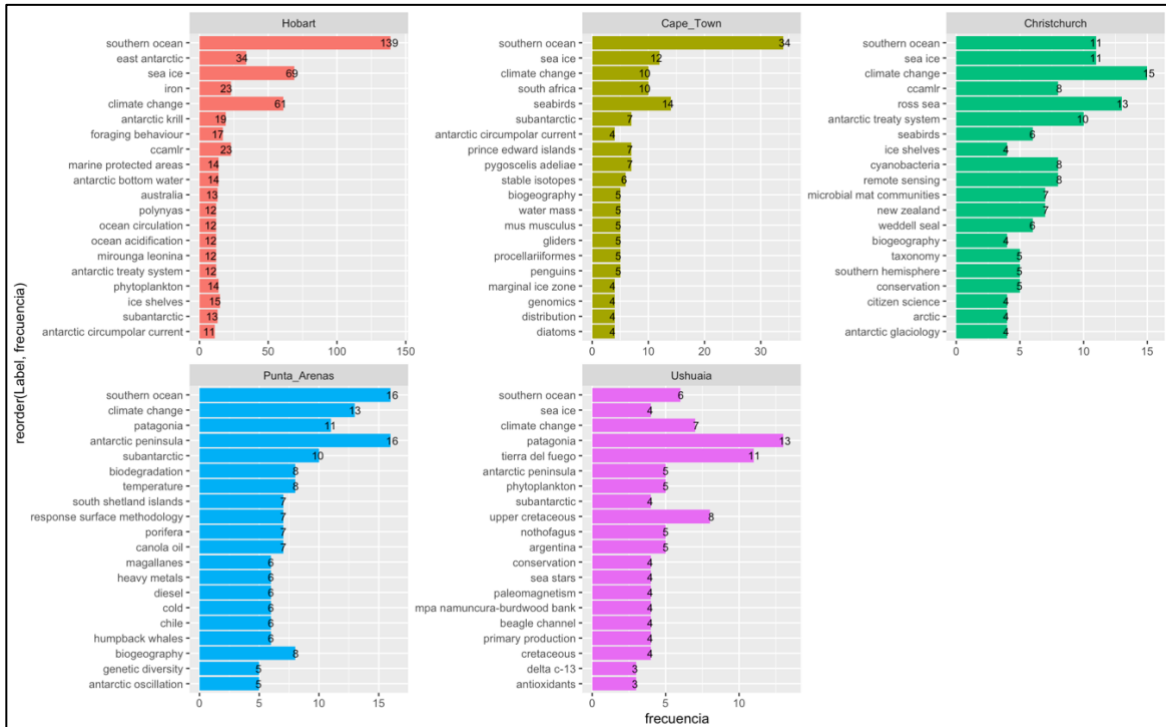 reorder(Label, frecuencia)
Hobart
southern ocean 139
east antarctic 34
sea ice 69
iron 23
climate change 61
antarctic krill 19
foraging behaviour 17
ccamlr 23
marine protected areas 14
antarctic bottom water 14
australia 13
polynyas 12
ocean circulation 12
ocean acidification 12
mirounga leonina 12
antarctic treaty system 12
phytoplankton 14
ice shelves 15
subantarctic 13
antarctic circumpolar current 11
0 50 100 150
Cape_Town
southern ocean 34
sea ice 12
climate change 10
south africa 10
seabirds 14
subantarctic 7
antarctic circumpolar current 4
prince edward islands 7
pygoscelis adeliae 7
stable isotopes 6
biogeography 5
water mass 5
mus musculus 5
gliders 5
procellariiformes 5
penguins 5
marginal ice zone 4
genomics 4
distribution 4
diatoms 4
0 10 20 30
Christchurch
southern ocean 11
sea ice 11
climate change 15
ccamlr 8
ross sea 13
antarctic treaty system 10
seabirds 6
ice shelves 4
cyanobacteria 8
remote sensing 8
microbial mat communities 7
new zealand 7
weddell seal 6
biogeography 4
taxonomy 5
southern hemisphere 5
conservation 5
citizen science 4
arctic 4
antarctic glaciology 4
0 5 10 15
Punta_Arenas
southern ocean 16
climate change 13
patagonia 11
antarctic peninsula 16
subantarctic 10
biodegradation 8
temperature 8
south shetland islands 7
response surface methodology 7
porifera 7
canola oil 7
magallanes 6
heavy metals 6
diesel 6
cold 6
chile 6
humpback whales 6
biogeography 8
genetic diversity 5
antarctic oscillation 5
0 5 10 15
Ushuaia
southern ocean 6
sea ice 4
climate change 7
patagonia 13
tierra del fuego 11
antarctic peninsula 5
phytoplankton 5
subantarctic 4
upper cretaceous 8
nothofagus 5
argentina 5
conservation 4
sea stars 4
paleomagnetism 4
mpa namuncura-burdwood bank 4
beagle channel 4
primary production 4
cretaceous 4
delta c-13 3
antioxidants 3
0 5 10
frecuencia